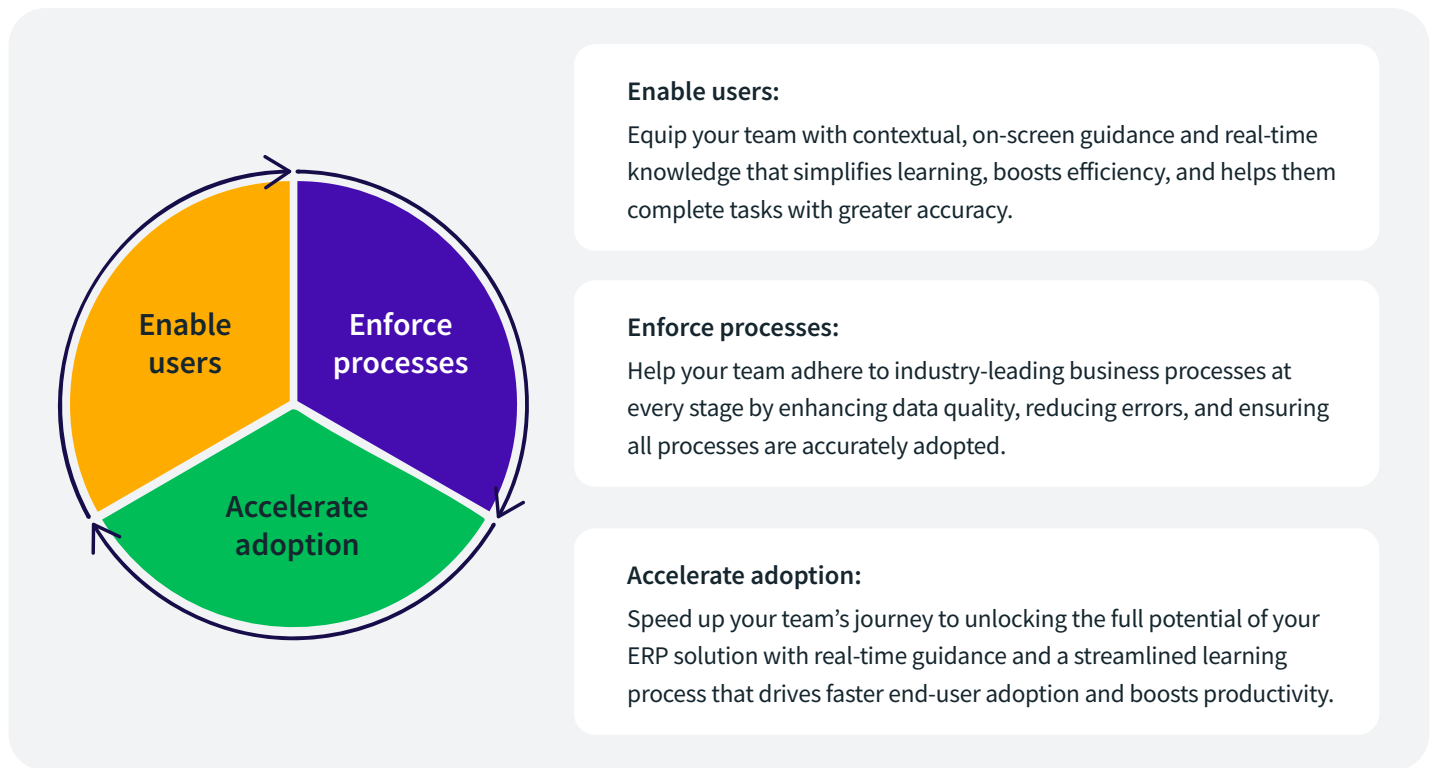 Enable
users
Enforce
processes
Accelerate
adoption
Enable users:
Equip your team with contextual, on-screen guidance and real-time
knowledge that simplifies learning, boosts efficiency, and helps them
complete tasks with greater accuracy.
Enforce processes:
Help your team adhere to industry-leading business processes at
every stage by enhancing data quality, reducing errors, and ensuring
all processes are accurately adopted.
Accelerate adoption:
Speed up your team’s journey to unlocking the full potential of your
ERP solution with real-time guidance and a streamlined learning
process that drives faster end-user adoption and boosts productivity.